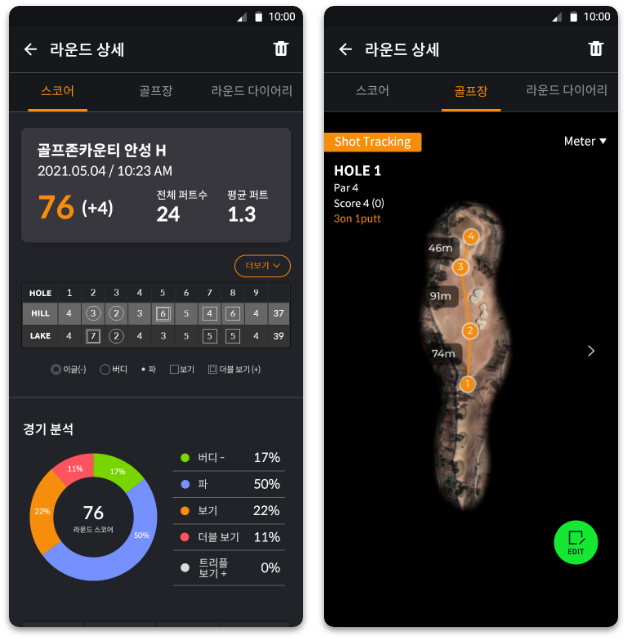 10:00
라운드 상세
스코어 골프장 라운드 다이어리
골프존카운티 안성 H
2021.05.04 / 10:23 AM
76 (+4)
전체 퍼트수 평균 퍼트
24 1.3
더보기
HOLE 1 2 3 4 5 6 7 8 9
HILL 4 3 2 3 6 5 4 6 4 37
LAKE 4 7 2 4 3 5 5 5 4 39
이글(-) 버디 파 보기 더블 보기 (+)
경기 분석
11% 17%
22% 50%
76
라운드 스코어
버디 - 17%
파 50%
보기 22%
더블 보기 11%
트리플
보기 + 0%
10:00
라운드 상세
스코어 골프장 라운드 다이어리
Shot Tracking Meter
HOLE 1
Par 4
Score 4 (0)
3on 1putt
4
46m
3
91m
2
74m
1
EDIT